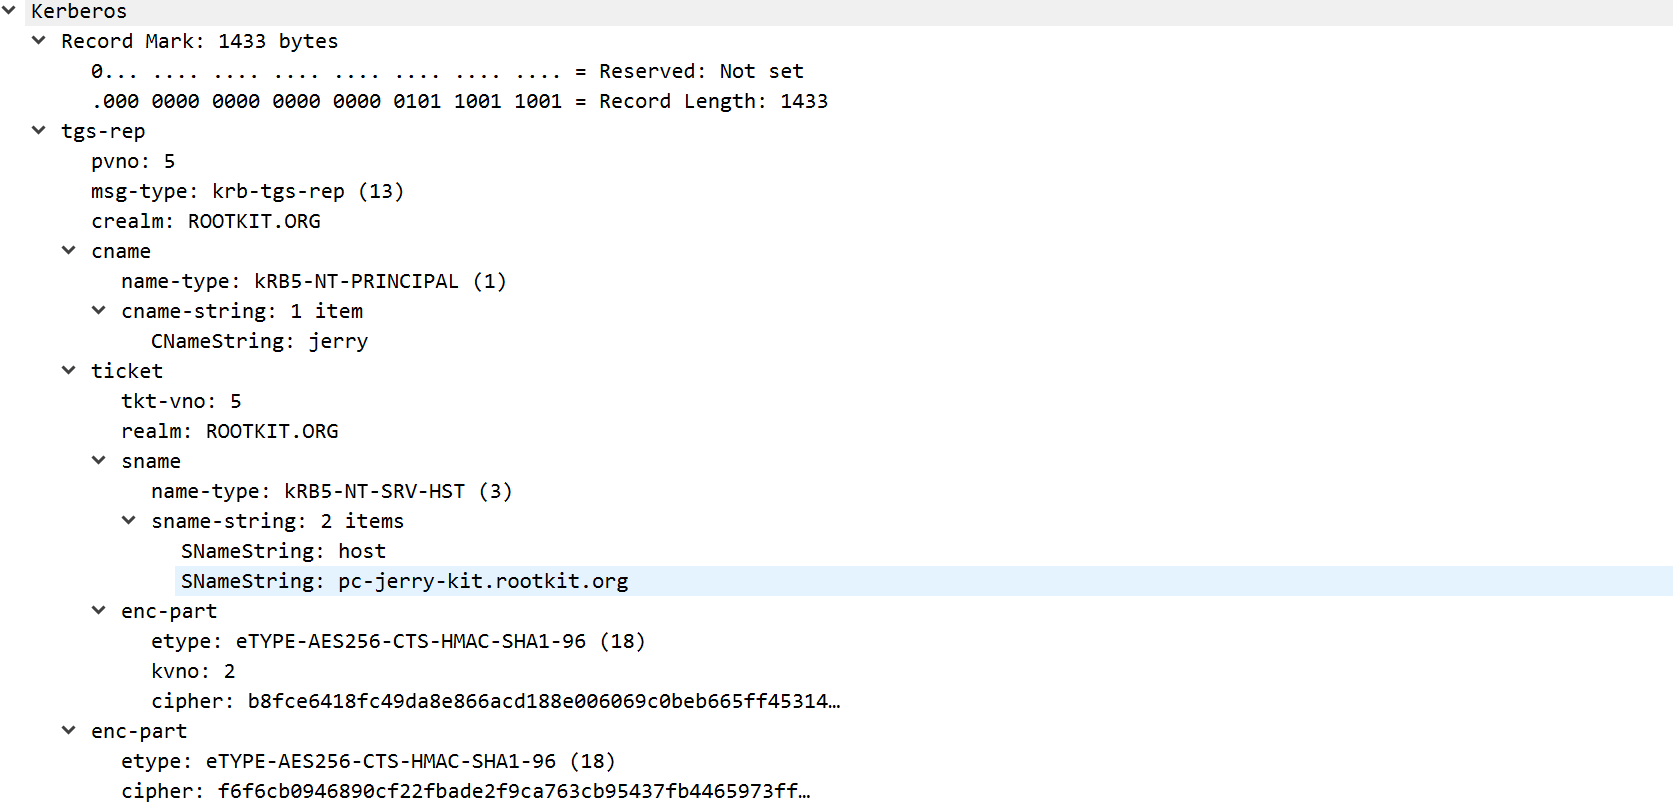 Kerberos
Record Mark: 1433 bytes
0... .... .... .... .... .... .... .... = Reserved: Not set
.000 0000 0000 0000 0000 0101 1001 1001 = Record Length: 1433
tgs-rep
pvno: 5
msg-type: krb-tgs-rep (13)
crealm: ROOTKIT.ORG
cname
name-type: kRB5-NT-PRINCIPAL (1)
cname-string: 1 item
CNameString: jerry
ticket
tkt-vno: 5
realm: ROOTKIT.ORG
sname
name-type: kRB5-NT-SRV-HST (3)
sname-string: 2 items
SNameString: host
SNameString: pc-jerry-kit.rootkit.org
enc-part
etype: eTYPE-AES256-CTS-HMAC-SHA1-96 (18)
kvno: 2
cipher: b8fce6418fc49da8e866acd188e006069c0beb665ff45314…
enc-part
etype: eTYPE-AES256-CTS-HMAC-SHA1-96 (18)
cipher: f6f6cb0946890cf22fbade2f9ca763cb95437fb4465973ff…